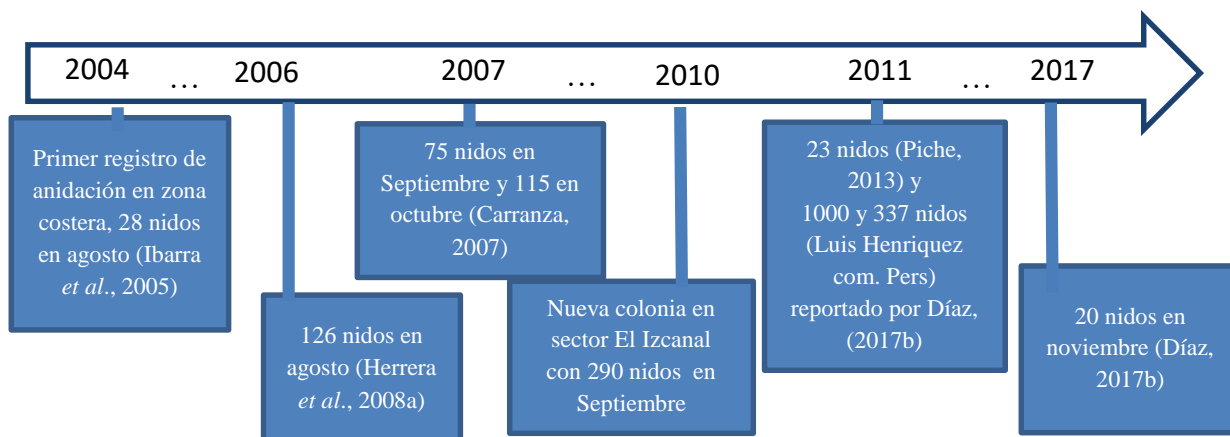 2004 … 2006 2007 … 2010 2011 … 2017
Primer registro de
anidación en zona
costera, 28 nidos
en agosto (Ibarra
et al., 2005)
126 nidos en
agosto (Herrera
et al., 2008a)
75 nidos en
Septiembre y 115 en
octubre (Carranza,
2007)
Nueva colonia en
sector El Izcanal
con 290 nidos en
Septiembre
23 nidos (Piche,
2013) y
1000 y 337 nidos
(Luis Henriquez
com. Pers)
reportado por Díaz,
(2017b)
20 nidos en
noviembre (Díaz,
2017b)